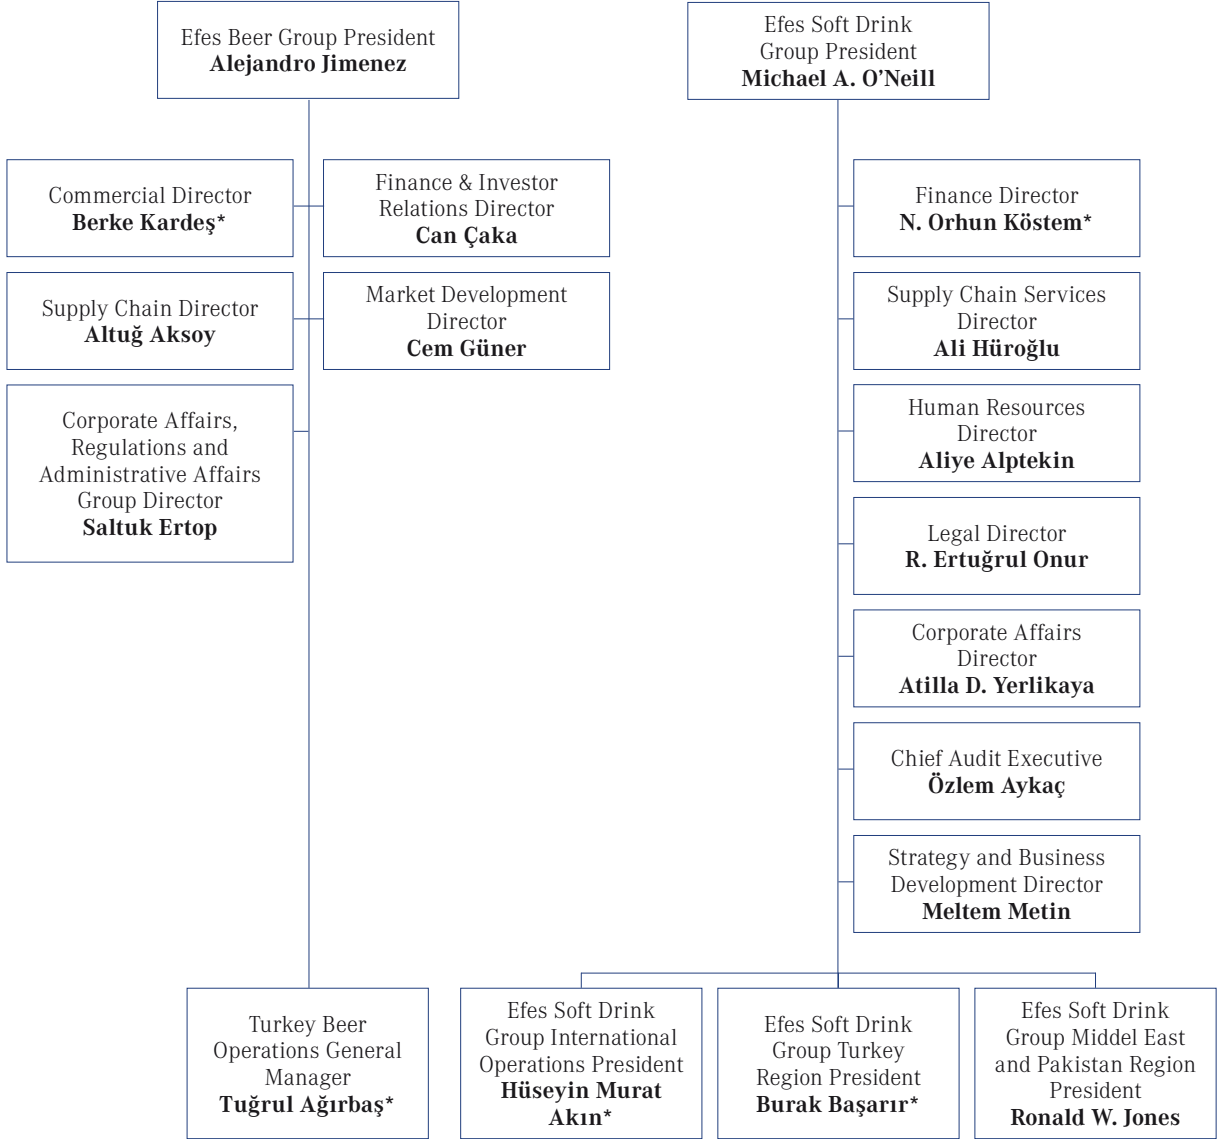 Efes Beer Group President
Alejandro Jimenez
Efes Soft Drink
Group President
Michael A. O'Neill
Commercial Director
Berke Kardeş*
Finance & Investor
Relations Director
Can Çaka
Finance Director
N. Orhun Köstem*
Supply Chain Director
Altuğ Aksoy
Market Development
Director
Cem Güner
Supply Chain Services
Director
Ali Hüroğlu
Corporate Affairs,
Regulations and
Administrative Affairs
Group Director
Saltuk Ertop
Human Resources
Director
Aliye Alptekin
Legal Director
R. Ertuğrul Onur
Corporate Affairs
Director
Atilla D. Yerlikaya
Chief Audit Executive
Özlem Aykaç
Strategy and Business
Development Director
Meltem Metin
Turkey Beer
Operations General
Manager
Tuğrul Ağırbaş*
Efes Soft Drink
Group International
Operations President
Hüseyin Murat
Akın*
Efes Soft Drink
Group Turkey
Region President
Burak Başarır*
Efes Soft Drink
Group Middel East
and Pakistan Region
President
Ronald W. Jones